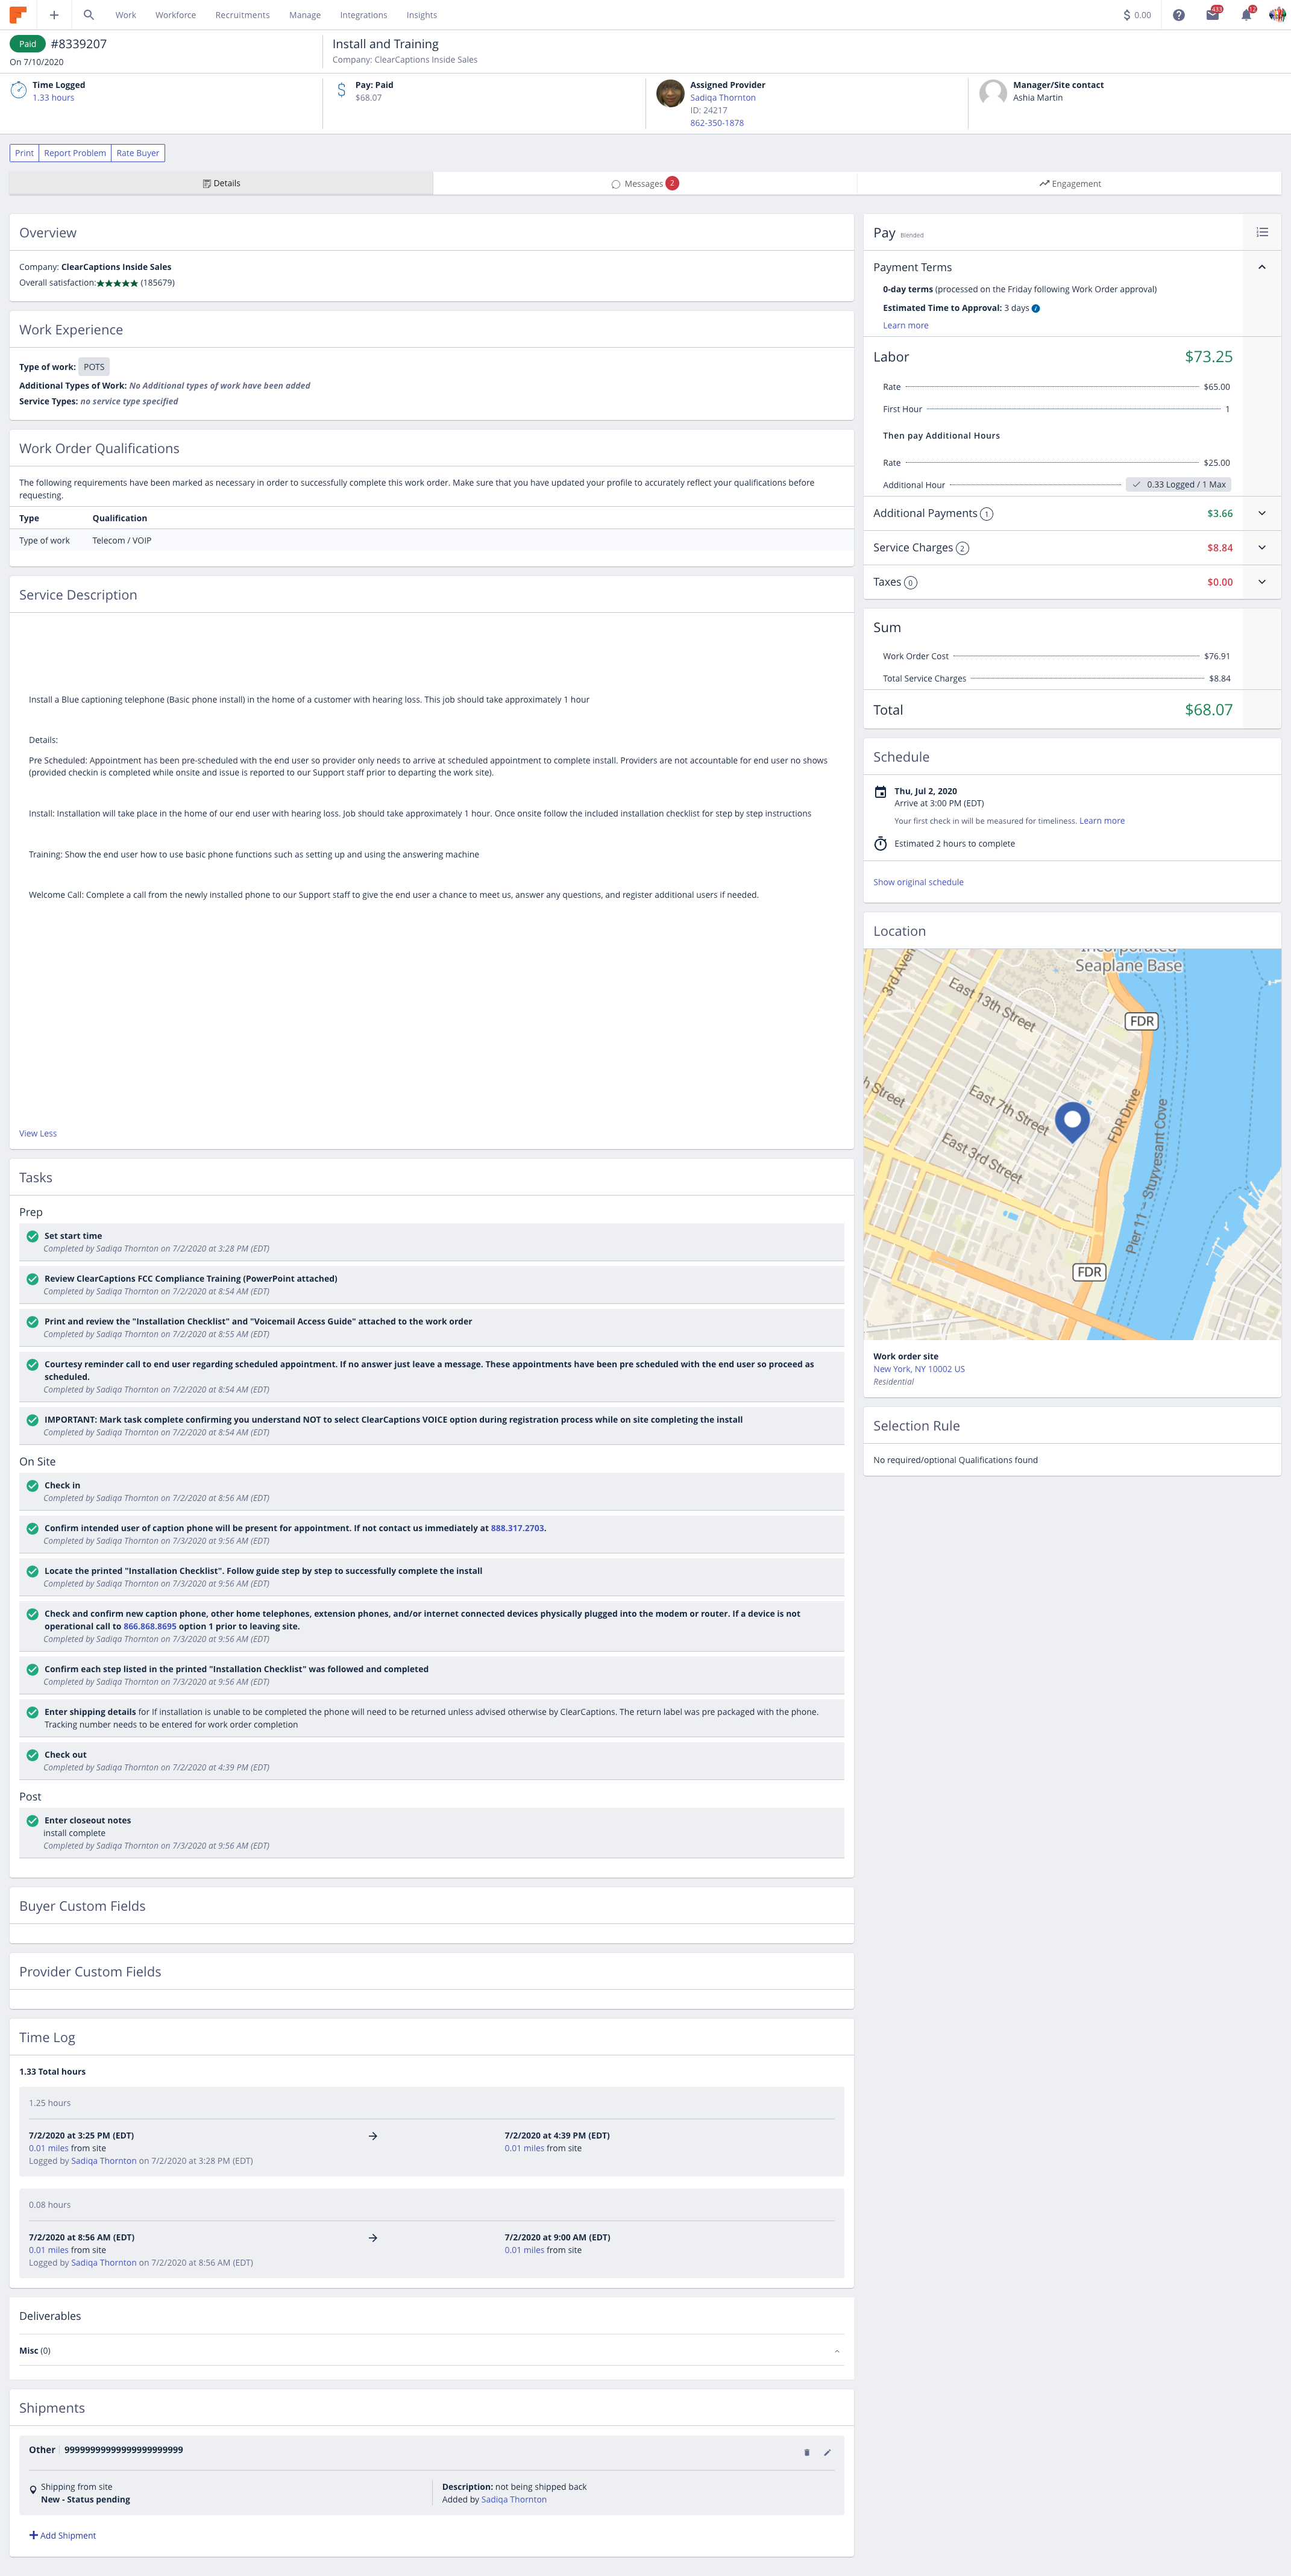 Work Workforce Recruitments Manage Integrations Insights
$ 0.00
433
12
Paid #8339207
On 7/10/2020
Install and Training
Company: ClearCaptions Inside Sales
Time Logged
1.33 hours
Pay: Paid
$68.07
Assigned Provider
Sadiqa Thornton
ID: 24217
862-350-1878
Manager/Site contact
Ashia Martin
Print Report Problem Rate Buyer
Details
Messages 2
Engagement
Overview
Company: ClearCaptions Inside Sales
Overall satisfaction:★★★★★ (185679)
Work Experience
Type of work: POTS
Additional Types of Work: No Additional types of work have been added
Service Types: no service type specified
Work Order Qualifications
The following requirements have been marked as necessary in order to successfully complete this work order. Make sure that you have updated your profile to accurately reflect your qualifications before
requesting.
Type Qualification
Type of work Telecom / VOIP
Service Description
Install a Blue captioning telephone (Basic phone install) in the home of a customer with hearing loss. This job should take approximately 1 hour
Details:
Pre Scheduled: Appointment has been pre-scheduled with the end user so provider only needs to arrive at scheduled appointment to complete install. Providers are not accountable for end user no shows
(provided checkin is completed while onsite and issue is reported to our Support staff prior to departing the work site).
Install: Installation will take place in the home of our end user with hearing loss. Job should take approximately 1 hour. Once onsite follow the included installation checklist for step by step instructions
Training: Show the end user how to use basic phone functions such as setting up and using the answering machine
Welcome Call: Complete a call from the newly installed phone to our Support staff to give the end user a chance to meet us, answer any questions, and register additional users if needed.
View Less
Tasks
Prep
Set start time
Completed by Sadiqa Thornton on 7/2/2020 at 3:28 PM (EDT)
Review ClearCaptions FCC Compliance Training (PowerPoint attached)
Completed by Sadiqa Thornton on 7/2/2020 at 8:54 AM (EDT)
Print and review the "Installation Checklist" and "Voicemail Access Guide" attached to the work order
Completed by Sadiqa Thornton on 7/2/2020 at 8:55 AM (EDT)
Courtesy reminder call to end user regarding scheduled appointment. If no answer just leave a message. These appointments have been pre scheduled with the end user so proceed as
scheduled.
Completed by Sadiqa Thornton on 7/2/2020 at 8:54 AM (EDT)
IMPORTANT: Mark task complete confirming you understand NOT to select ClearCaptions VOICE option during registration process while on site completing the install
Completed by Sadiqa Thornton on 7/2/2020 at 8:54 AM (EDT)
On Site
Check in
Completed by Sadiqa Thornton on 7/2/2020 at 8:56 AM (EDT)
Confirm intended user of caption phone will be present for appointment. If not contact us immediately at 888.317.2703.
Completed by Sadiqa Thornton on 7/3/2020 at 9:56 AM (EDT)
Locate the printed "Installation Checklist". Follow guide step by step to successfully complete the install
Completed by Sadiqa Thornton on 7/3/2020 at 9:56 AM (EDT)
Check and confirm new caption phone, other home telephones, extension phones, and/or internet connected devices physically plugged into the modem or router. If a device is not
operational call to 866.868.8695 option 1 prior to leaving site.
Completed by Sadiqa Thornton on 7/3/2020 at 9:56 AM (EDT)
Confirm each step listed in the printed "Installation Checklist" was followed and completed
Completed by Sadiqa Thornton on 7/3/2020 at 9:56 AM (EDT)
Enter shipping details for If installation is unable to be completed the phone will need to be returned unless advised otherwise by ClearCaptions. The return label was pre packaged with the phone.
Tracking number needs to be entered for work order completion
Check out
Completed by Sadiqa Thornton on 7/2/2020 at 4:39 PM (EDT)
Post
Enter closeout notes
install complete
Completed by Sadiqa Thornton on 7/3/2020 at 9:56 AM (EDT)
Buyer Custom Fields
Provider Custom Fields
Time Log
1.33 Total hours
1.25 hours
7/2/2020 at 3:25 PM (EDT) → 7/2/2020 at 4:39 PM (EDT)
0.01 miles from site 0.01 miles from site
Logged by Sadiqa Thornton on 7/2/2020 at 3:28 PM (EDT)
0.08 hours
7/2/2020 at 8:56 AM (EDT) → 7/2/2020 at 9:00 AM (EDT)
0.01 miles from site 0.01 miles from site
Logged by Sadiqa Thornton on 7/2/2020 at 8:56 AM (EDT)
Deliverables
Misc (0)
Shipments
Other
Shipping from site
New - Status pending
Description: not being shipped back
Added by Sadiqa Thornton
Add Shipment
Pay Blended
Payment Terms
0-day terms (processed on the Friday following Work Order approval)
Estimated Time to Approval: 3 days
Learn more
Labor $73.25
Rate $65.00
First Hour 1
Then pay Additional Hours
Rate $25.00
Additional Hour 0.33 Logged / 1 Max
Additional Payments 1 $3.66
Service Charges 2 $8.84
Taxes 0 $0.00
Sum
Work Order Cost $76.91
Total Service Charges $8.84
Total $68.07
Schedule
Thu, Jul 2, 2020
Arrive at 3:00 PM (EDT)
Your first check in will be measured for timeliness. Learn more
Estimated 2 hours to complete
Show original schedule
Location
Incorporated
Seaplane Base
3rd Aven
East 13th Street
FDR
h Street
East 7th Street
FDR Drive
East 3rd Street
Pier 11 – Stuyvesant Cove
FDR
Work order site
New York, NY 10002 US
Residential
Selection Rule
No required/optional Qualifications found